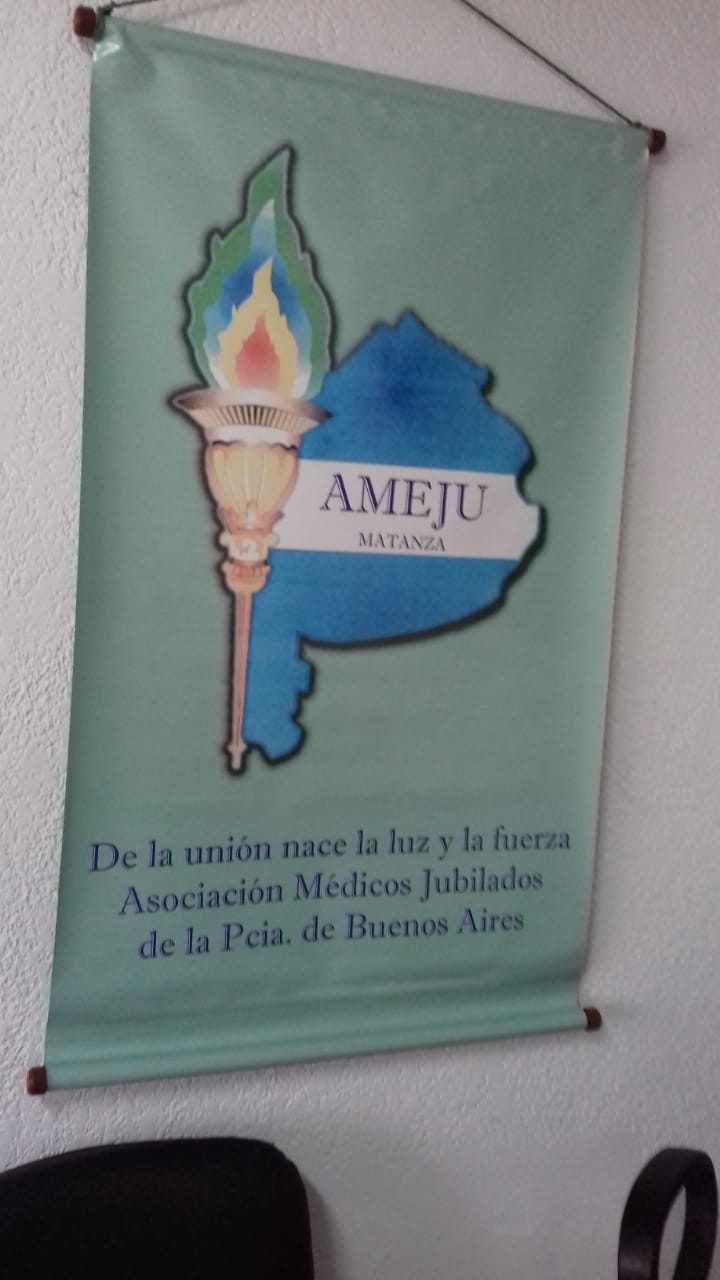 AMEJU
MATANZA
De la unión nace la luz y la fuerza
Asociación Médicos Jubilados
de la Pcia. de Buenos Aires